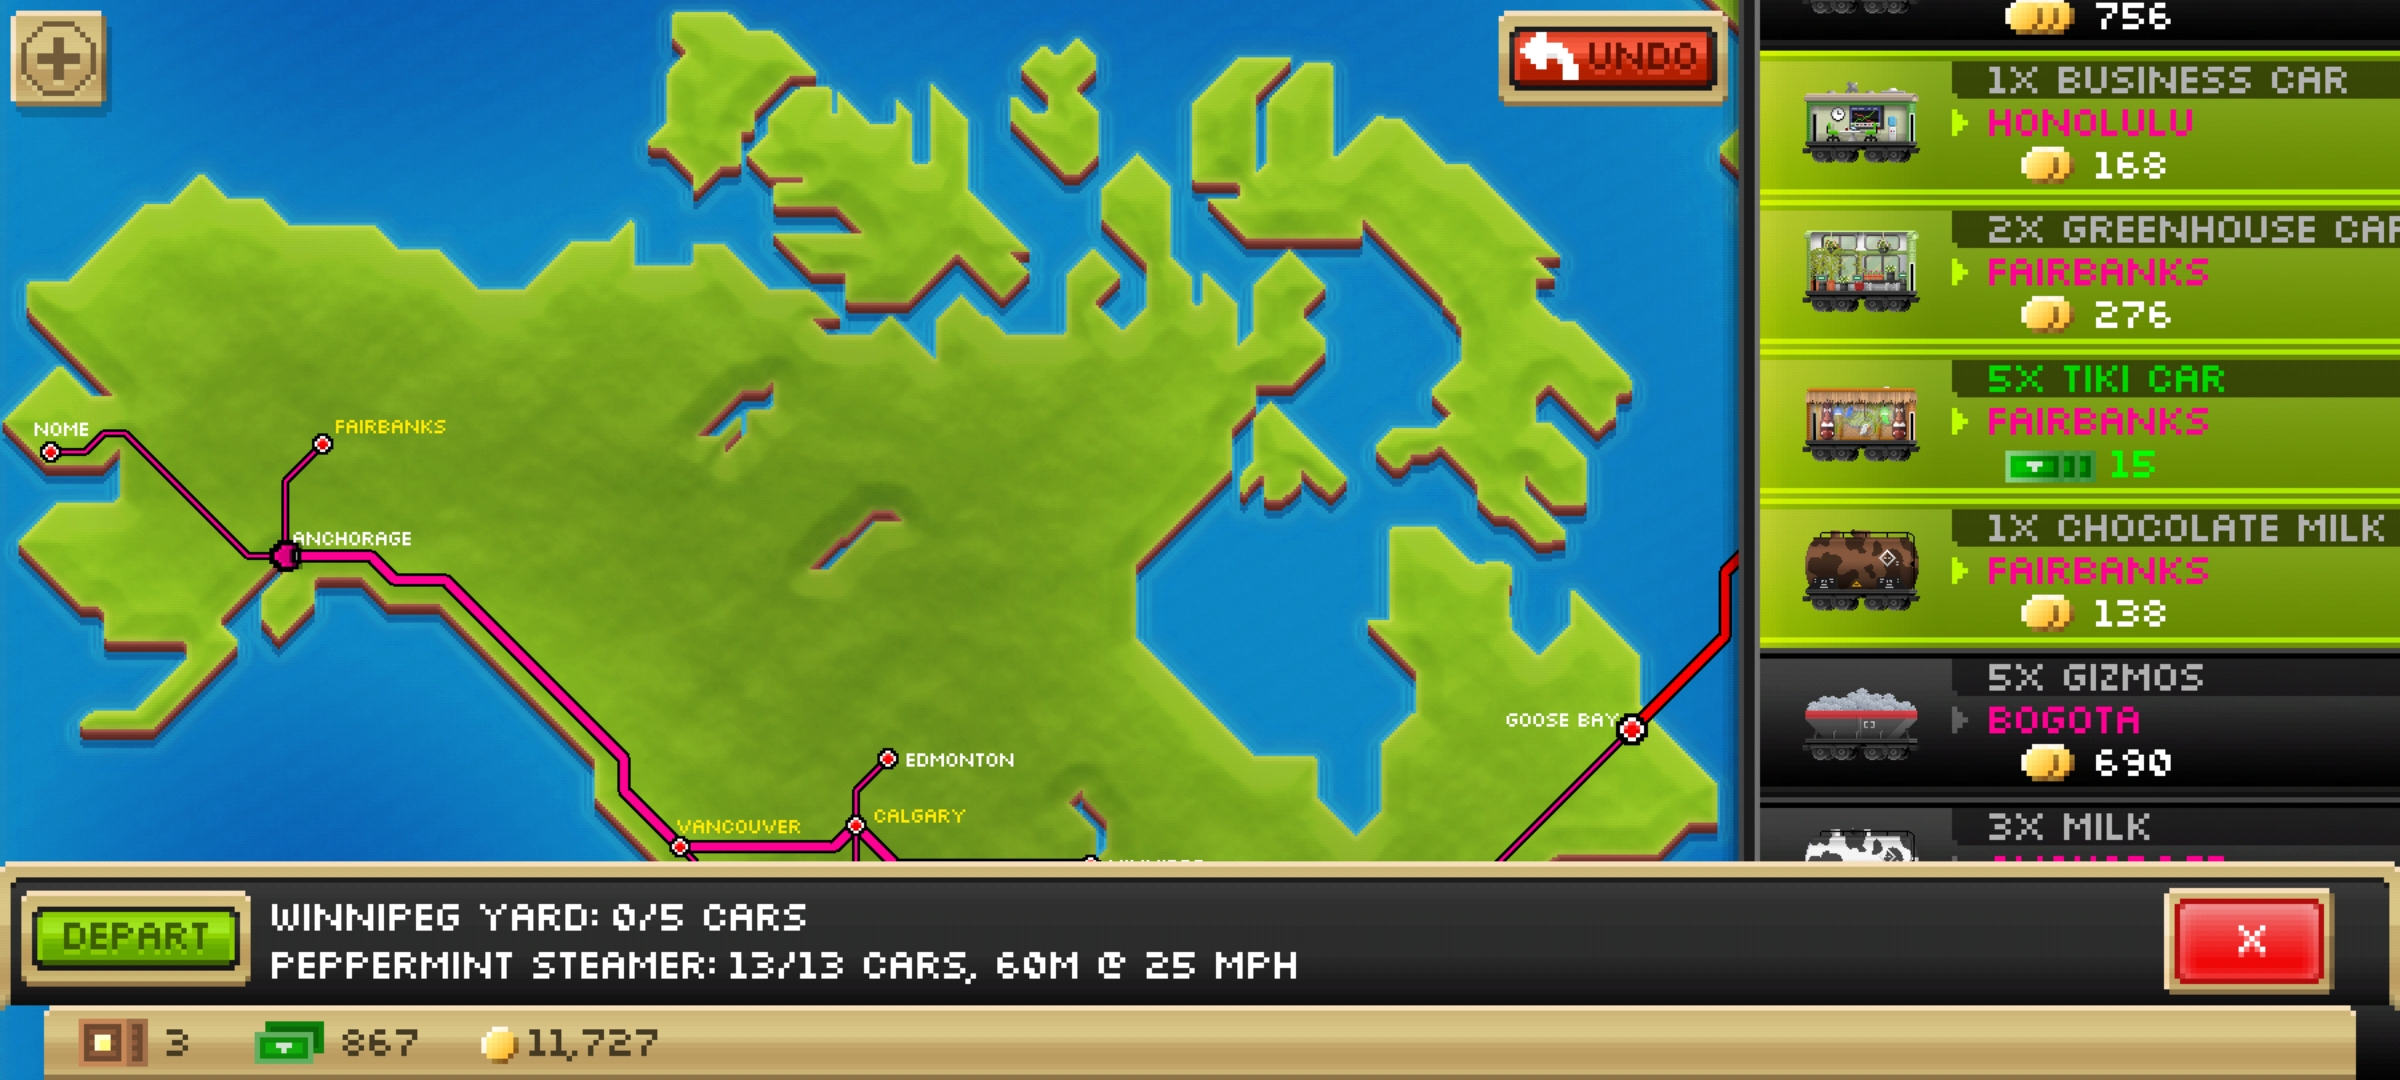 UNDO
756
1X BUSINESS CAR
HONOLULU
168
2X GREENHOUSE CAR
FAIRBANKS
276
5X TIKI CAR
FAIRBANKS
15
1X CHOCOLATE MILK
FAIRBANKS
138
5X GIZMOS
BOGOTA
690
3X MILK
NOME
FAIRBANKS
ANCHORAGE
GOOSE BAY
EDMONTON
CALGARY
VANCOUVER
DEPART
WINNIPEG YARD: 0/5 CARS
PEPPERMINT STEAMER: 13/13 CARS, 60M @ 25 MPH
X
3
867
11,727